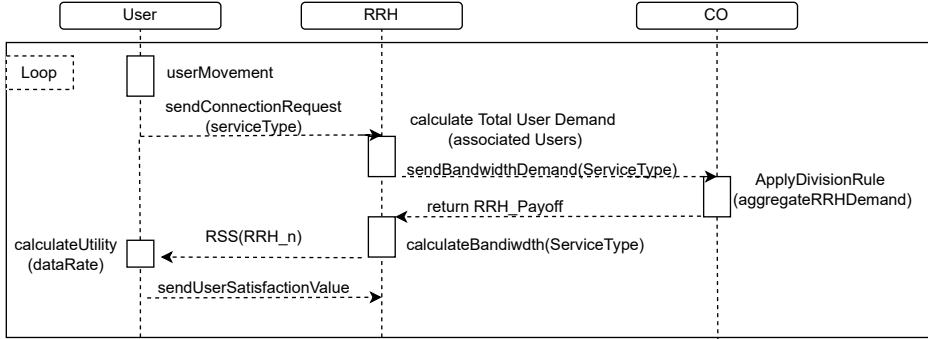 User
RRH
CO
Loop
userMovement
sendConnectionRequest
(serviceType)
calculate Total User Demand
(associated Users)
sendBandwidthDemand(ServiceType)
ApplyDivisionRule
(aggregateRRHDemand)
return RRH_Payoff
calculateUtility
(dataRate)
RSS(RRH_n)
calculateBandiwdth(ServiceType)
sendUserSatisfactionValue